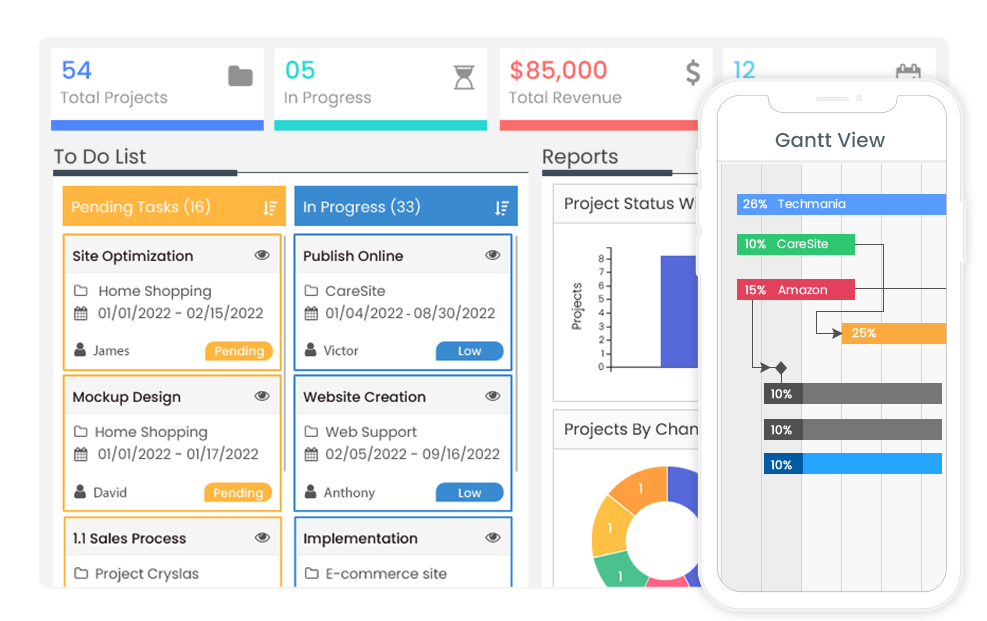 54
Total Projects
05
In Progress
$85,000
$
Total Revenue
12
To Do List
Pending Tasks (16)
In Progress (33)
Site Optimization
Home Shopping
01/01/2022 - 02/15/2022
James
Pending
Publish Online
CareSite
01/04/2022 - 08/30/2022
Victor
Low
Mockup Design
Home Shopping
01/01/2022 - 01/17/2022
David
Pending
Website Creation
Web Support
02/05/2022 - 09/16/2022
Anthony
Low
1.1 Sales Process
Project Cryslas
Implementation
E-commerce site
Reports
Project Status Wi
Projects
8
7
6
5
4
3
2
1
0
Projects By Chan
1
1
1
Gantt View
26% Techmania
10% CareSite
15% Amazon
25%
10%
10%
10%